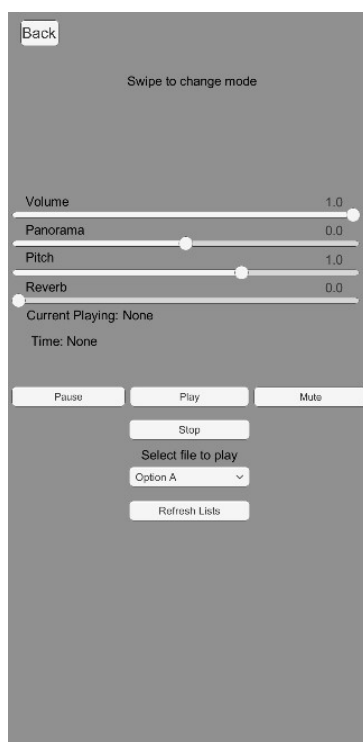 Back
Swipe to change mode
Volume 1.0
Panorama 0.0
Pitch 1.0
Reverb 0.0
Current Playing: None
Time: None
Pause Play Mute
Stop
Select file to play
Option A
Refresh Lists